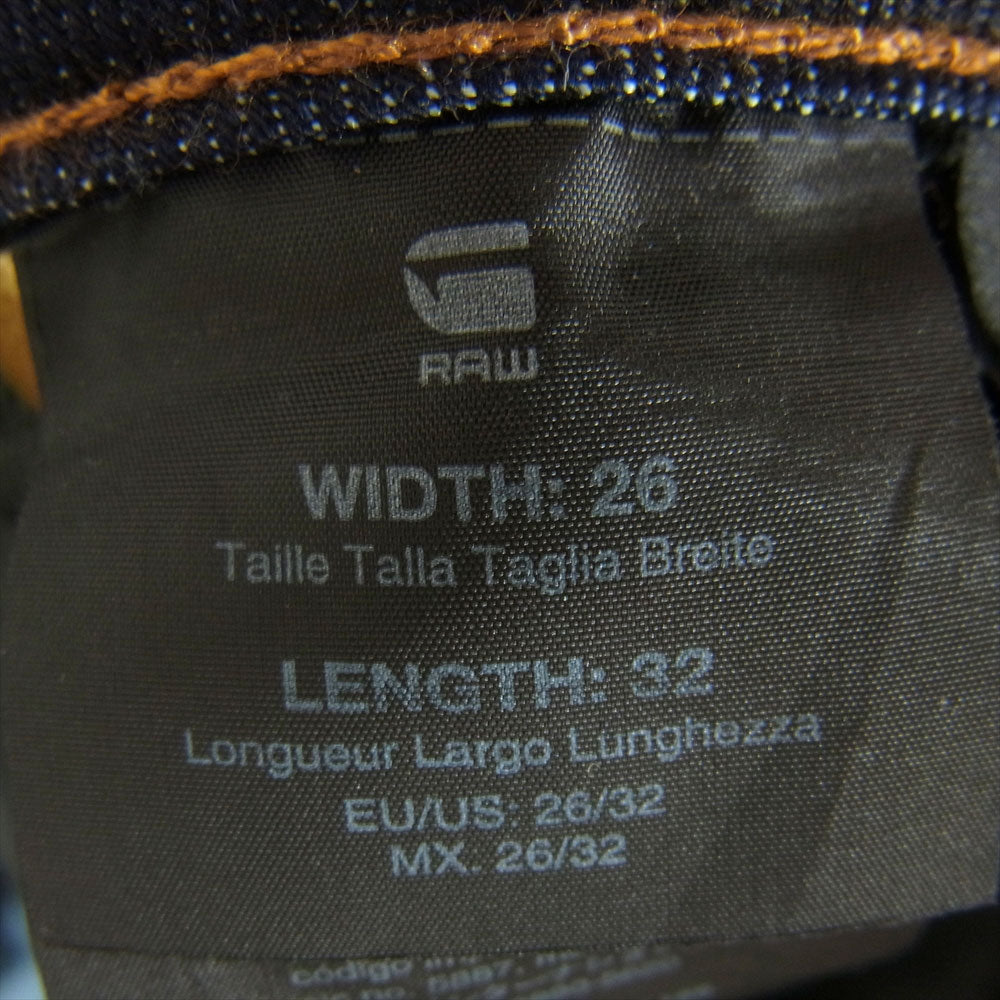 RAW
WIDTH: 26
Taille Talla Taglia Breite
LENGTH: 32
Longueur Largo Lunghezza
EU/US: 26/32
MX. 26/32
código